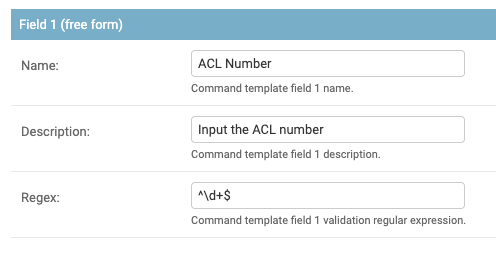 Field 1 (free form)
Name:
ACL Number
Command template field 1 name.
Description:
Input the ACL number
Command template field 1 description.
Regex:
^\d+$
Command template field 1 validation regular expression.